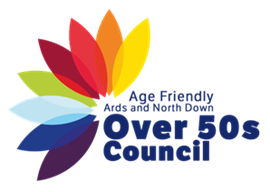 Age Friendly
Ards and North Down
Over 50s
Council